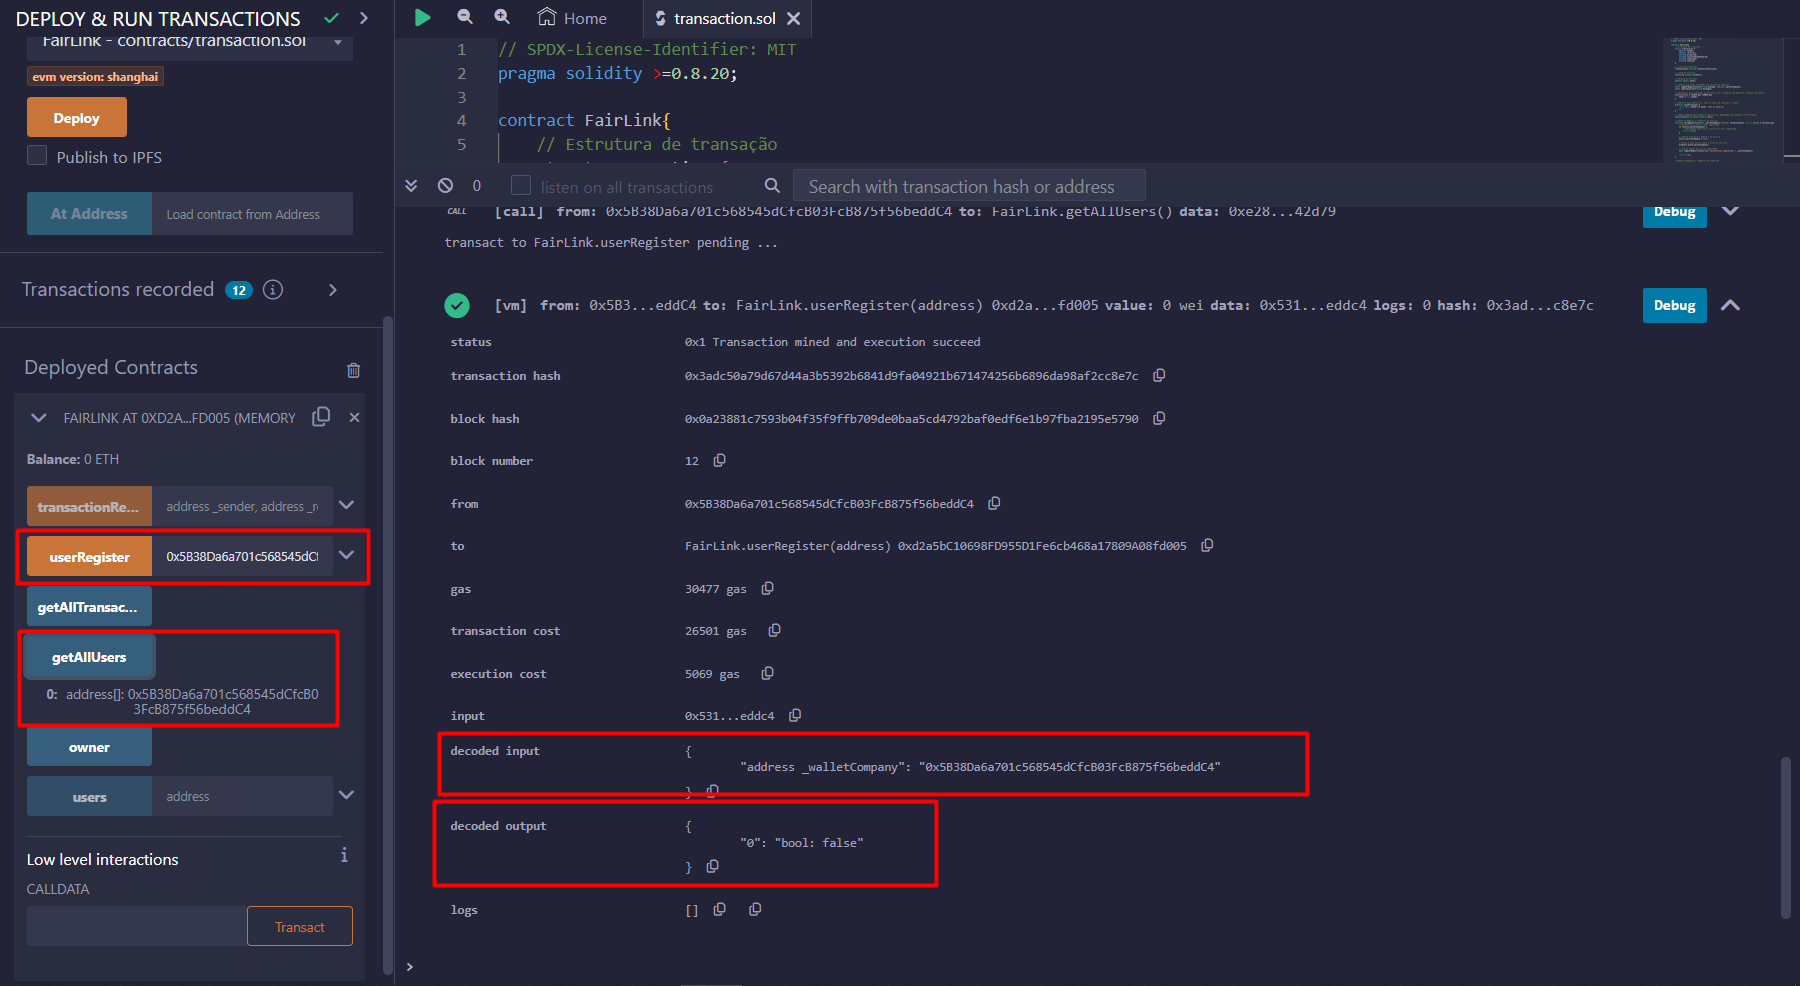 DEPLOY & RUN TRANSACTIONS
FairLink - contracts/transaction.sol
evm version: shanghai
Deploy
Publish to IPFS
At Address
Load contract from Address
Transactions recorded 12
Deployed Contracts
FAIRLINK AT 0XD2A...FD005 (MEMORY
Balance: 0 ETH
transactionRe...
address _sender, address _re
userRegister
0x5B38Da6a701c568545dCf
getAllTransac...
getAllUsers
0: address[]: 0x5B38Da6a701c568545dCfcB0
3FcB875f56beddC4
owner
users
address
Low level interactions
CALLDATA
Transact
Home
transaction.sol
1 // SPDX-License-Identifier: MIT
2 pragma solidity >=0.8.20;
3
4 contract FairLink{
5 // Estrutura de transação
0
listen on all transactions
Search with transaction hash or address
CALL [call] from: 0x5B38Da6a701c568545dCfcB03FcB875f56beddC4 to: FairLink.getAllUsers() data: 0xe28...42d79
Debug
transact to FairLink.userRegister pending ...
[vm] from: 0x5B3...eddC4 to: FairLink.userRegister(address) 0xd2a...fd005 value: 0 wei data: 0x531...eddc4 logs: 0 hash: 0x3ad...c8e7c
Debug
status 0x1 Transaction mined and execution succeed
transaction hash 0x3adc50a79d67d44a3b5392b6841d9fa04921b671474256b6896da98af2cc8e7c
block hash 0x0a23881c7593b04f35f9ffb709de0baa5cd4792baf0edf6e1b97fba2195e5790
block number 12
from 0x5B38Da6a701c568545dCfcB03FcB875f56beddC4
to FairLink.userRegister(address) 0xd2a5bC10698FD955D1Fe6cb468a17809A08fd005
gas 30477 gas
transaction cost 26501 gas
execution cost 5069 gas
input 0x531...eddc4
decoded input {
"address _walletCompany": "0x5B38Da6a701c568545dCfcB03FcB875f56beddC4"
}
decoded output {
"0": "bool: false"
}
logs []
>